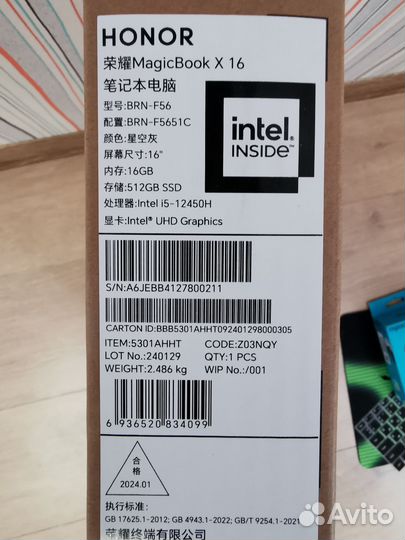 HONOR
荣耀MagicBook X 16
笔记本电脑
型号:BRN-F56
配置:BRN-F5651C
颜色:星空灰
屏幕尺寸:16"
内存:16GB
存储:512GB SSD
处理器:Intel i5-12450H
显卡:Intel® UHD Graphics
intel
INSIDE™
S/N:A6JEBB4127800211
CARTON ID:BBB5301AHHT092401298000305
ITEM:5301AHHT CODE:Z03NQY
LOT No.:240129 QTY:1 PCS
WEIGHT:2.486 kg WIP No.:/001
6 936520 834099
合格
2024.01
执行标准:
GB 17625.1-2012; GB 4943.1-2022; GB/T 9254.1-2021
荣耀终端有限公司
Avito